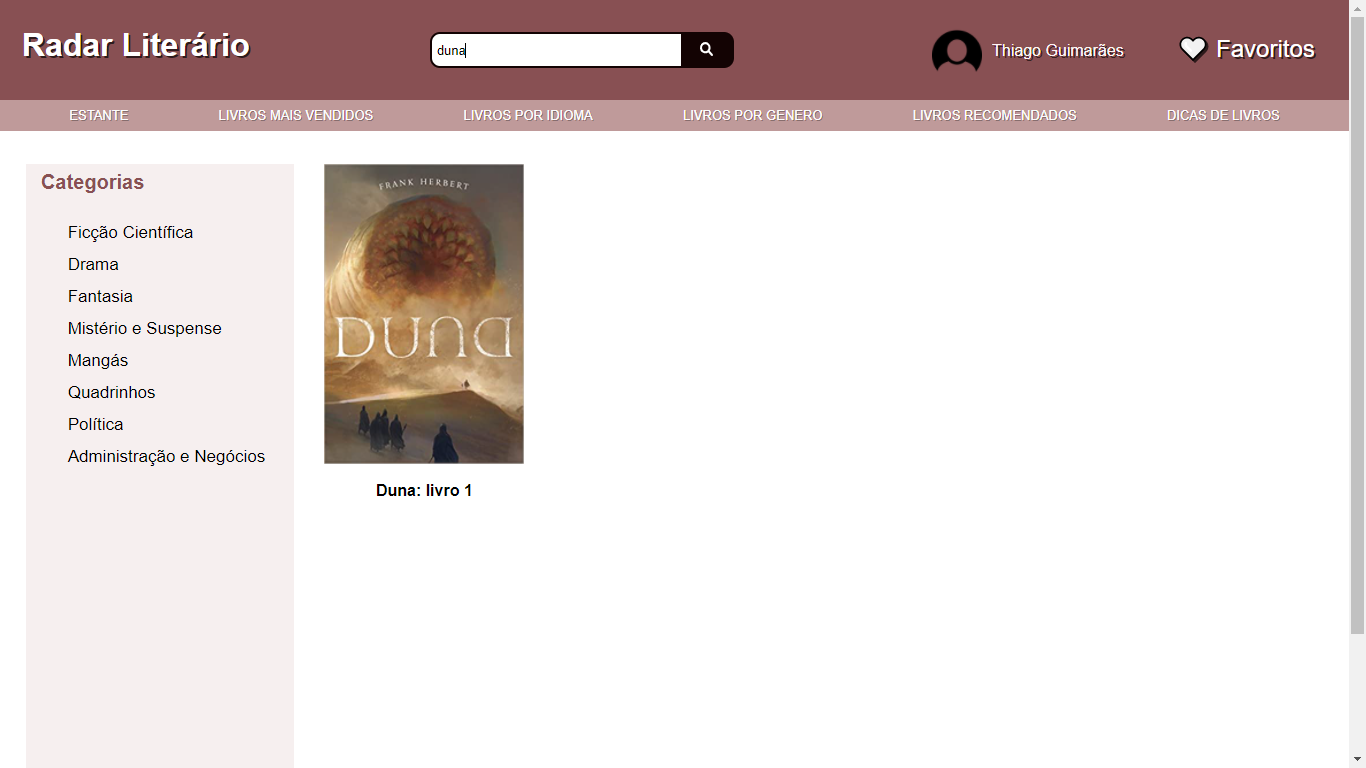 Radar Literário
duna
Thiago Guimarães
Favoritos
ESTANTE
LIVROS MAIS VENDIDOS
LIVROS POR IDIOMA
LIVROS POR GENERO
LIVROS RECOMENDADOS
DICAS DE LIVROS
Categorias
Ficção Científica
Drama
Fantasia
Mistério e Suspense
Mangás
Quadrinhos
Política
Administração e Negócios
FRANK HERBERT
DUNA
Duna: livro 1